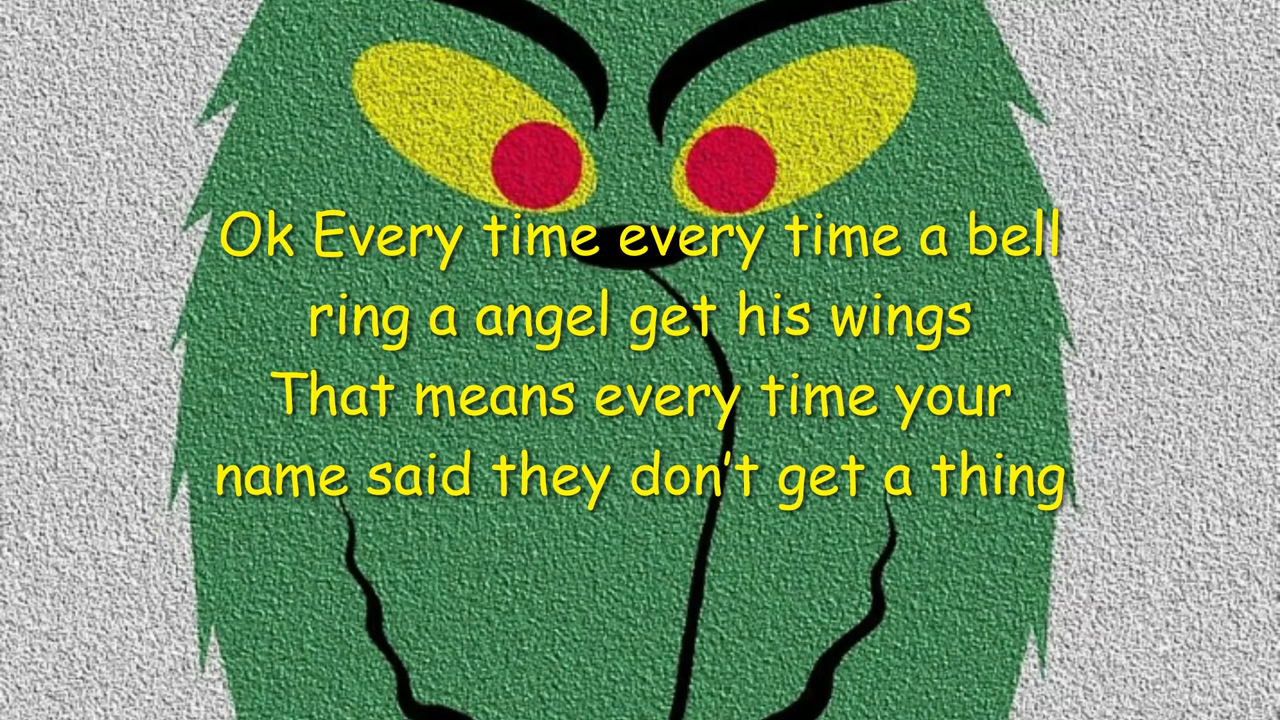 Ok Every time every time a bell
ring a angel get his wings
That means every time your
name said they don't get a thing